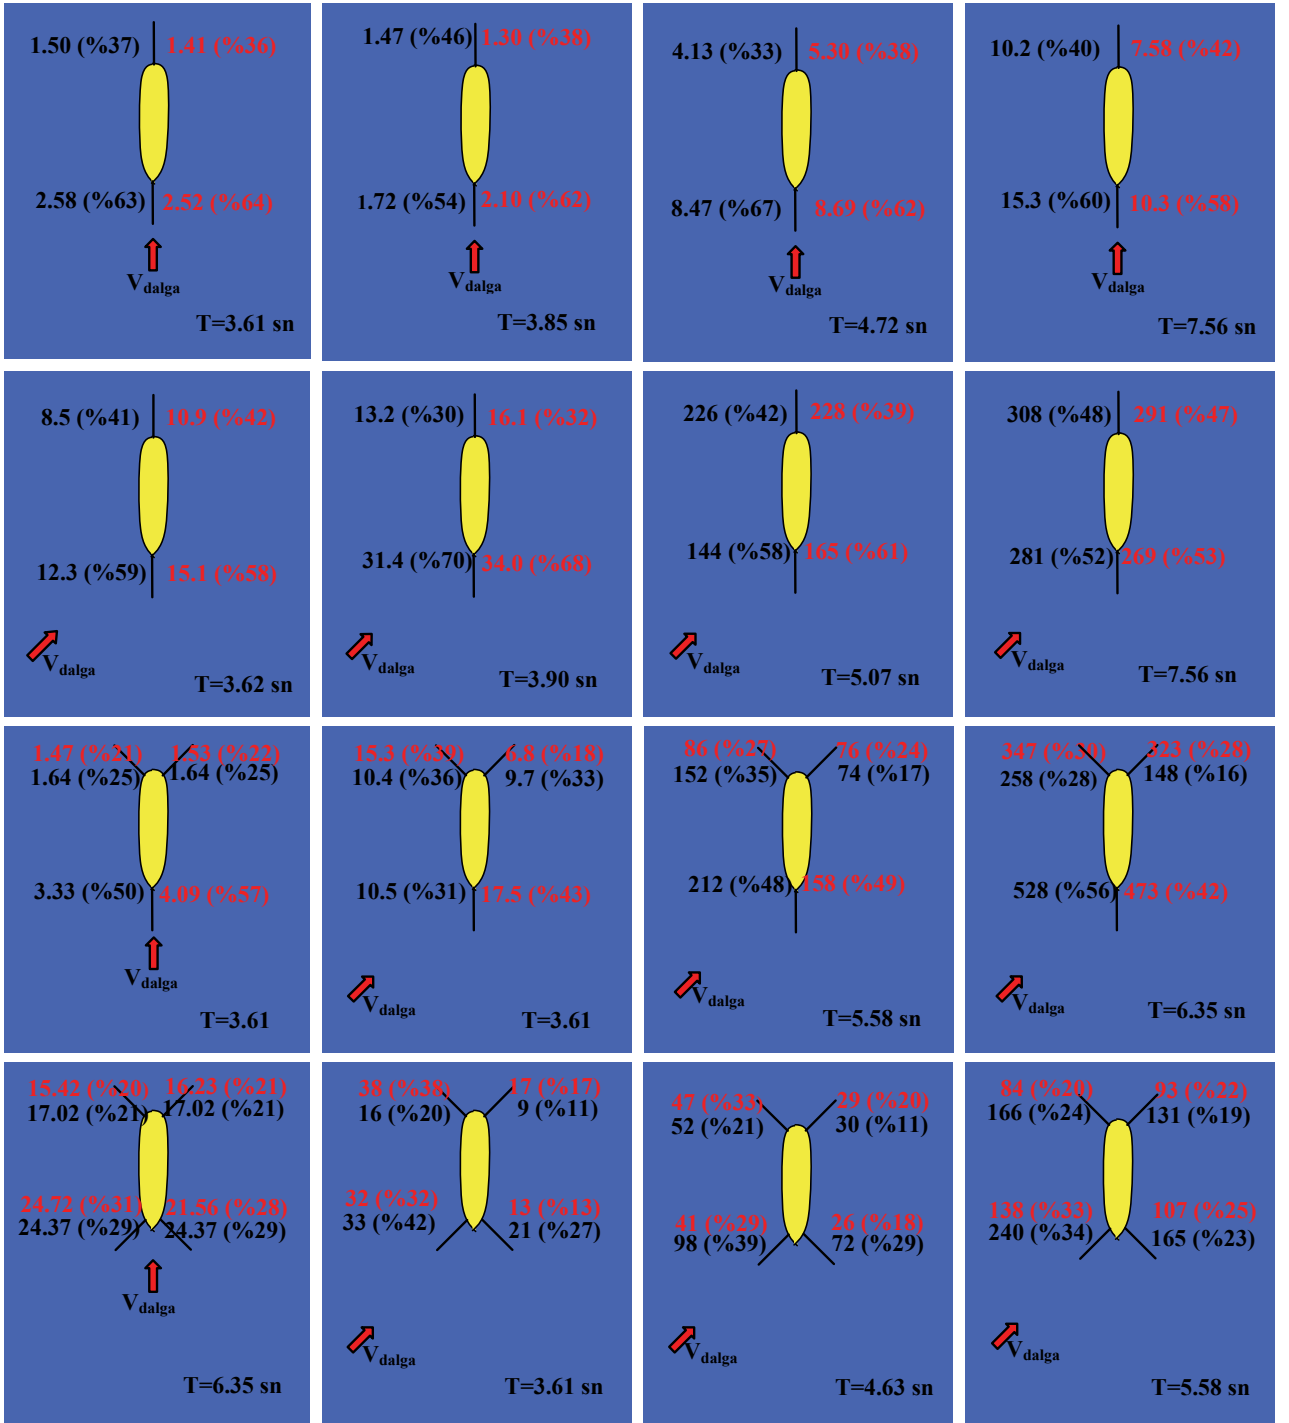 1.50 (%37) 1.41 (%36)
2.58 (%63) 2.52 (%64)
Vdalga
T=3.61 sn
1.47 (%46) 1.30 (%38)
1.72 (%54) 2.10 (%62)
Vdalga
T=3.85 sn
4.13 (%33) 5.30 (%38)
8.47 (%67) 8.69 (%62)
Vdalga
T=4.72 sn
10.2 (%40) 7.58 (%42)
15.3 (%60) 10.3 (%58)
Vdalga
T=7.56 sn
8.5 (%41) 10.9 (%42)
12.3 (%59) 15.1 (%58)
Vdalga
T=3.62 sn
13.2 (%30) 16.1 (%32)
31.4 (%70) 34.0 (%68)
Vdalga
T=3.90 sn
226 (%42) 228 (%39)
144 (%58) 165 (%61)
Vdalga
T=5.07 sn
308 (%48) 291 (%47)
281 (%52) 269 (%53)
Vdalga
T=7.56 sn
1.47 (%21) 1.53 (%22)
1.64 (%25) 1.64 (%25)
3.33 (%50) 4.09 (%57)
Vdalga
T=3.61
15.3 (%39) 6.8 (%18)
10.4 (%36) 9.7 (%33)
10.5 (%31) 17.5 (%43)
Vdalga
T=3.61
86 (%27) 76 (%24)
152 (%35) 74 (%17)
212 (%48) 158 (%49)
Vdalga
T=5.58 sn
347 (%30) 323 (%28)
258 (%28) 148 (%16)
528 (%56) 473 (%42)
Vdalga
T=6.35 sn
15.42 (%20) 16.23 (%21)
17.02 (%21) 17.02 (%21)
24.72 (%31) 21.56 (%28)
24.37 (%29) 24.37 (%29)
Vdalga
T=6.35 sn
38 (%38) 17 (%17)
16 (%20) 9 (%11)
32 (%32) 13 (%13)
33 (%42) 21 (%27)
Vdalga
T=3.61 sn
47 (%33) 29 (%20)
52 (%21) 30 (%11)
41 (%29) 26 (%18)
98 (%39) 72 (%29)
Vdalga
T=4.63 sn
84 (%20) 93 (%22)
166 (%24) 131 (%19)
138 (%33) 107 (%25)
240 (%34) 165 (%23)
Vdalga
T=5.58 sn